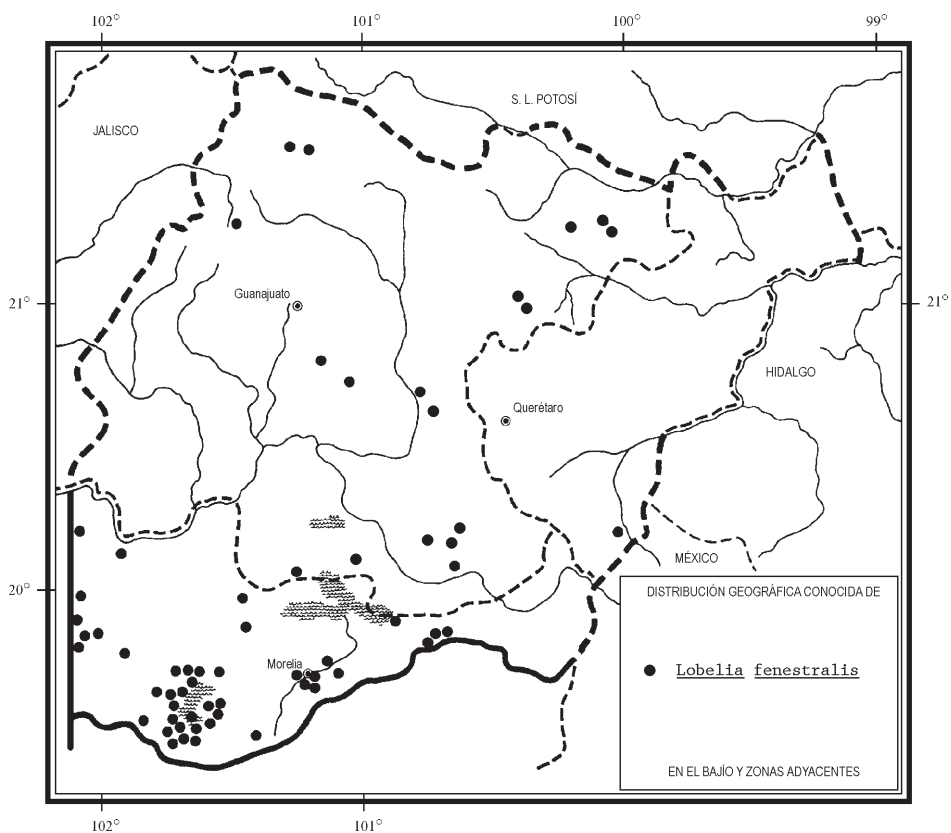 102° 101° 100° 99°
S. L. POTOSÍ
JALISCO
Guanajuato
21° 21°
HIDALGO
Querétaro
MÉXICO
20°
DISTRIBUCIÓN GEOGRÁFICA CONOCIDA DE
Morelia
Lobelia fenestralis
EN EL BAJÍO Y ZONAS ADYACENTES
102° 101°